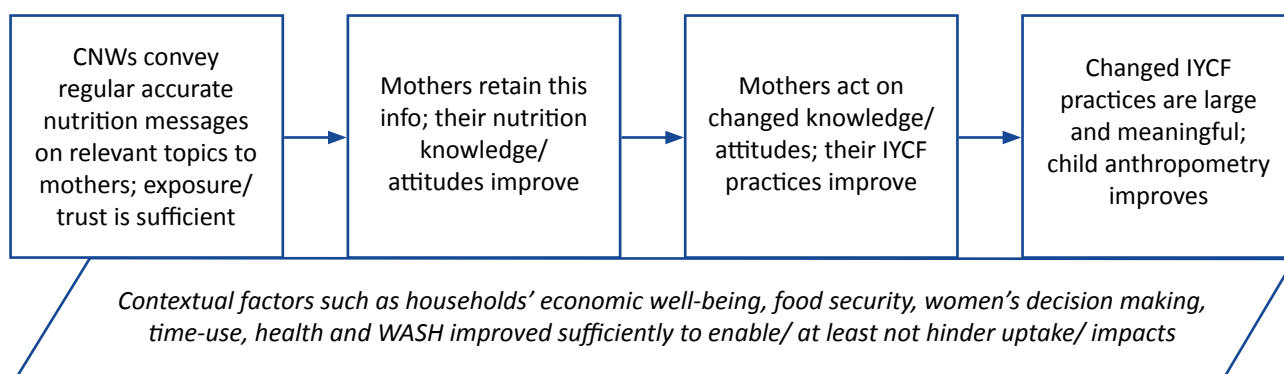 CNWs convey
regular accurate
nutrition messages
on relevant topics to
mothers; exposure/
trust is sufficient
Mothers retain this
info; their nutrition
knowledge/
attitudes improve
Mothers act on
changed knowledge/
attitudes; their IYCF
practices improve
Changed IYCF
practices are large
and meaningful;
child anthropometry
improves
Contextual factors such as households’ economic well-being, food security, women’s decision making,
time-use, health and WASH improved sufficiently to enable/ at least not hinder uptake/ impacts